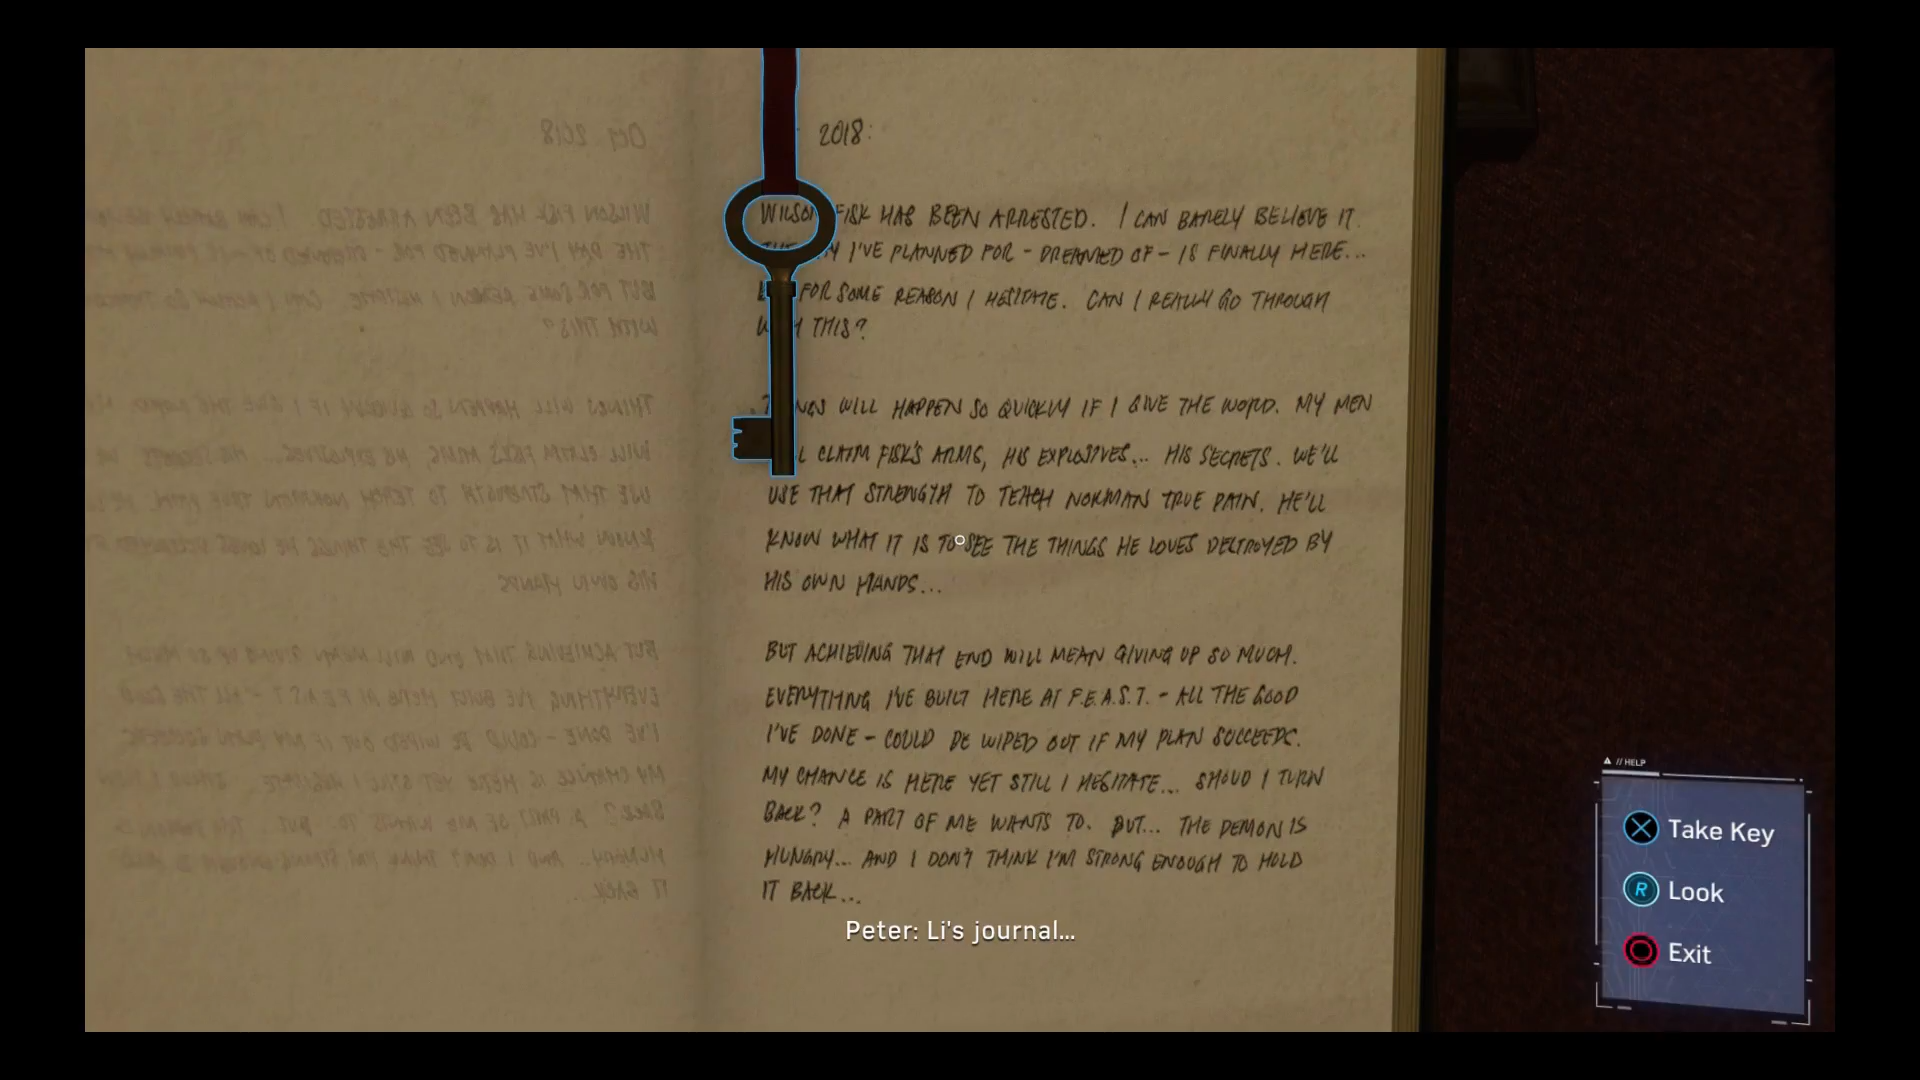 Oct 2018
2018:
WILSON FISK HAS BEEN ARRESTED. I CAN BARELY BELIEVE IT.
I'VE PLANNED FOR - DREAMED OF - IS FINALLY HERE...
FOR SOME REASON I HESITATE. CAN I REALLY GO THROUGH
THIS?
WILL HAPPEN SO QUICKLY IF I GIVE THE WORD. MY MEN
CLAIM FISK'S ARMS, HIS EXPLOSIVES... HIS SECRETS. WE'LL
USE THAT STRENGTH TO TEACH NORMAN TRUE PAIN. HE'LL
KNOW WHAT IT IS TO SEE THE THINGS HE LOVES DESTROYED BY
HIS OWN HANDS...
BUT ACHIEVING THAT END WILL MEAN GIVING UP SO MUCH.
EVERYTHING I'VE BUILT HERE AT F.E.A.S.T. - ALL THE GOOD
I'VE DONE - COULD BE WIPED OUT IF MY PLAN SUCCEEDS.
MY CHANCE IS HERE YET STILL I HESITATE... SHOUD I TURN
BACK? A PART OF ME WANTS TO. BUT... THE DEMON IS
HUNGRY... AND I DON'T THINK I'M STRONG ENOUGH TO HOLD
IT BACK...
Peter: Li's journal...
// HELP
Take Key
R Look
Exit